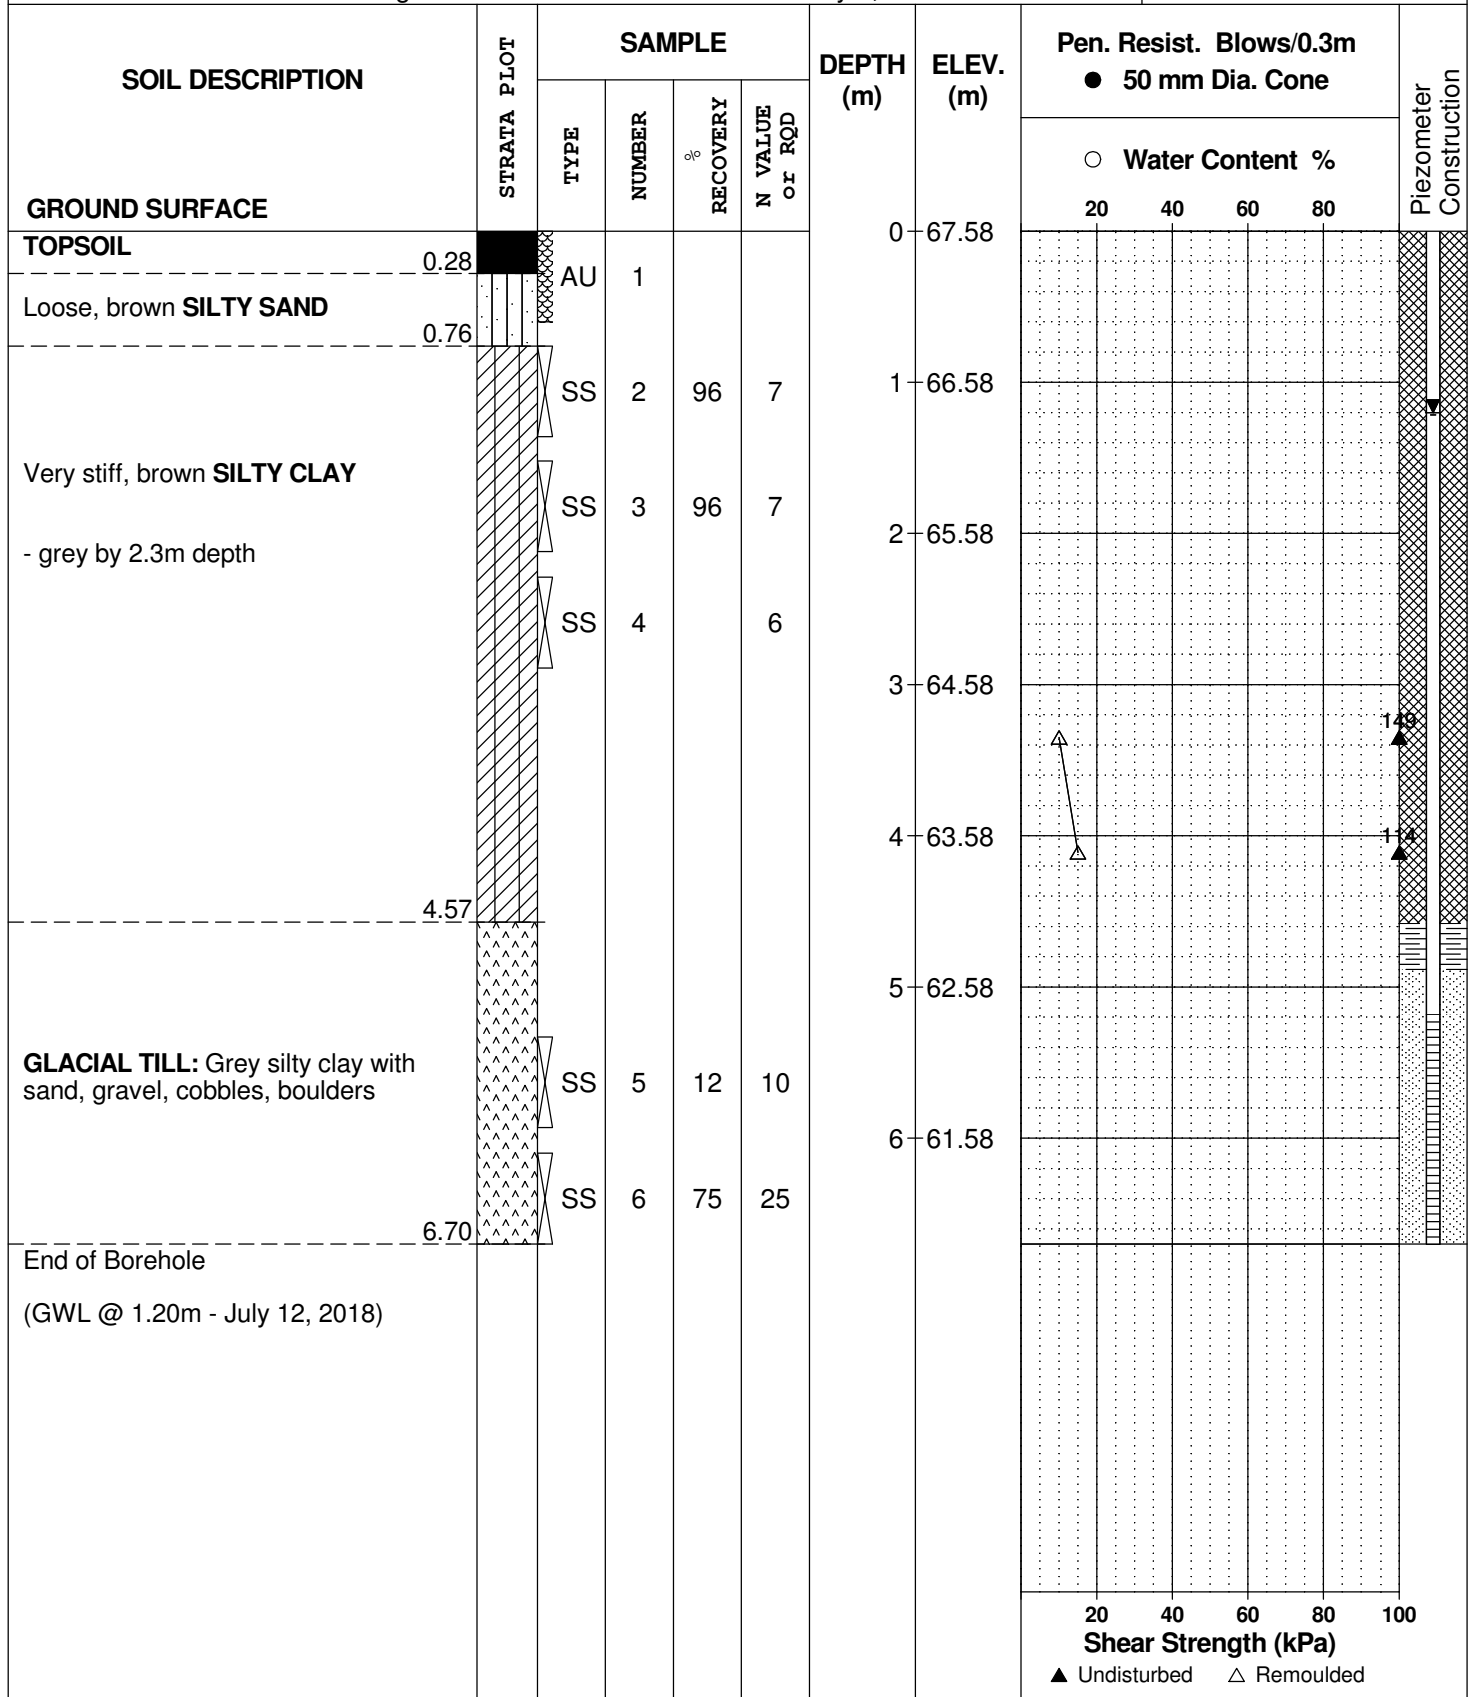 SOIL DESCRIPTION
GROUND SURFACE
STRATA PLOT
SAMPLE
TYPE
NUMBER
% RECOVERY
N VALUE or RQD
DEPTH (m)
ELEV. (m)
Pen. Resist. Blows/0.3m
● 50 mm Dia. Cone
○ Water Content %
20 40 60 80
Piezometer Construction
TOPSOIL
0.28
AU 1
0 67.58
Loose, brown SILTY SAND
0.76
SS 2 96 7
1 66.58
Very stiff, brown SILTY CLAY
SS 3 96 7
2 65.58
- grey by 2.3m depth
SS 4 6
3 64.58
149
4 63.58
114
4.57
5 62.58
GLACIAL TILL: Grey silty clay with
sand, gravel, cobbles, boulders
SS 5 12 10
6 61.58
SS 6 75 25
6.70
End of Borehole
(GWL @ 1.20m - July 12, 2018)
20 40 60 80 100
Shear Strength (kPa)
▲ Undisturbed △ Remoulded